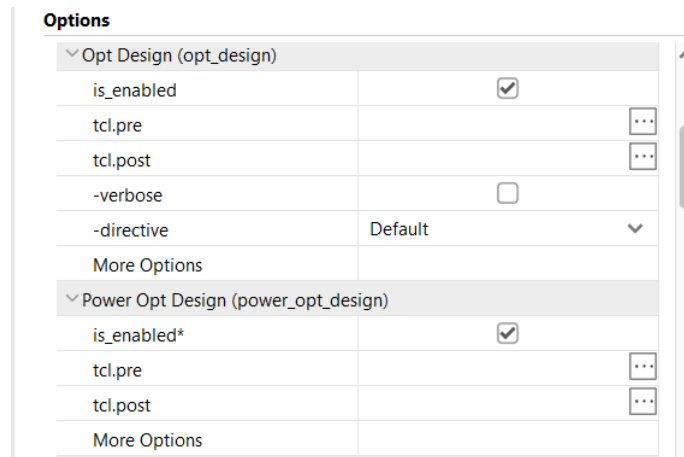 Options
Opt Design (opt_design)
is_enabled
tcl.pre
tcl.post
-verbose
-directive Default
More Options
Power Opt Design (power_opt_design)
is_enabled*
tcl.pre
tcl.post
More Options